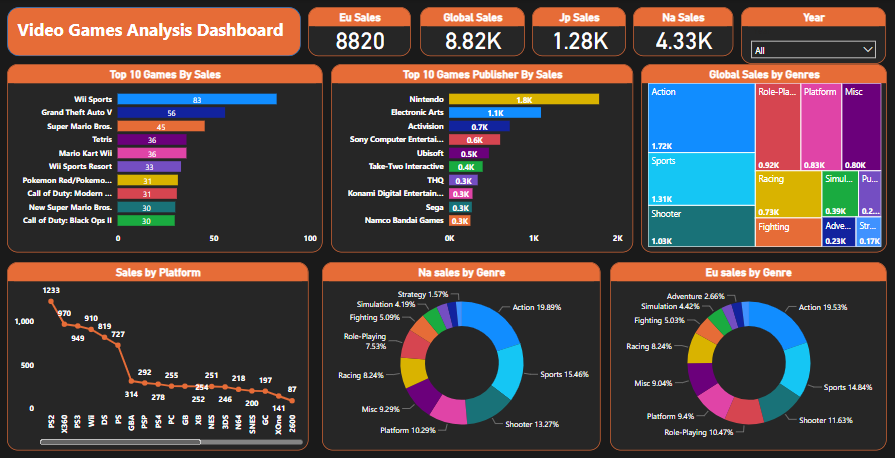 Video Games Analysis Dashboard
Eu Sales
8820
Global Sales
8.82K
Jp Sales
1.28K
Na Sales
4.33K
Year
All
Top 10 Games By Sales
Wii Sports 83
Grand Theft Auto V 56
Super Mario Bros. 45
Tetris 36
Mario Kart Wii 36
Wii Sports Resort 33
Pokemon Red/Pokemo... 31
Call of Duty: Modern ... 31
New Super Mario Bros. 30
Call of Duty: Black Ops II 30
0 50 100
Top 10 Games Publisher By Sales
Nintendo 1.8K
Electronic Arts 1.1K
Activision 0.7K
Sony Computer Entertai... 0.6K
Ubisoft 0.5K
Take-Two Interactive 0.4K
THQ 0.3K
Konami Digital Entertain... 0.3K
Sega 0.3K
Namco Bandai Games 0.3K
0K 1K 2K
Global Sales by Genres
Action
1.72K
Sports
1.31K
Shooter
1.03K
Role-Pla...
0.92K
Platform
0.83K
Misc
0.80K
Racing
0.73K
Fighting
Simul...
0.39K
Pu...
0.2...
Adve...
0.23K
Str...
0.17K
Sales by Platform
1,000
500
0
1233
970
949
910
819
727
314
292
278
255
252
254
251
246
218
200
197
141
87
PS2
X360
PS3
Wii
DS
PS
GBA
PSP
PS4
PC
GB
XB
NES
3DS
N64
SNES
GC
XOne
2600
Na sales by Genre
Strategy 1.57%
Simulation 4.19%
Fighting 5.09%
Role-Playing
7.53%
Racing 8.24%
Misc 9.29%
Platform 10.29%
Action 19.89%
Sports 15.46%
Shooter 13.27%
Eu sales by Genre
Adventure 2.66%
Simulation 4.42%
Fighting 5.03%
Racing 8.24%
Misc 9.04%
Platform 9.4%
Role-Playing 10.47%
Action 19.53%
Sports 14.84%
Shooter 11.63%